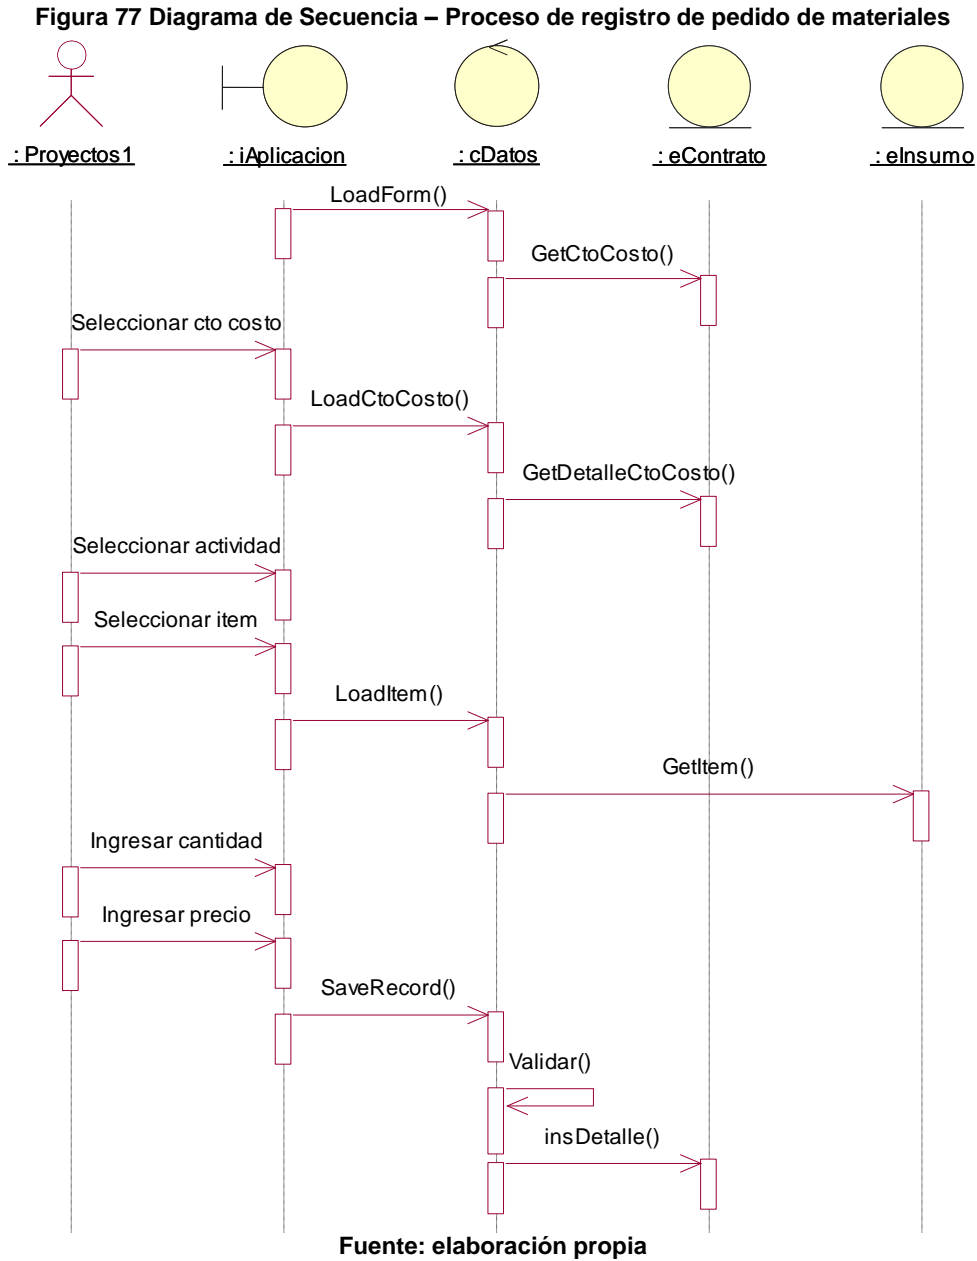 Figura 77 Diagrama de Secuencia – Proceso de registro de pedido de materiales
: Proyectos1
: iAplicacion
: cDatos
: eContrato
: eInsumo
LoadForm()
GetCtoCosto()
Seleccionar cto costo
LoadCtoCosto()
GetDetalleCtoCosto()
Seleccionar actividad
Seleccionar item
LoadItem()
GetItem()
Ingresar cantidad
Ingresar precio
SaveRecord()
Validar()
insDetalle()
Fuente: elaboración propia